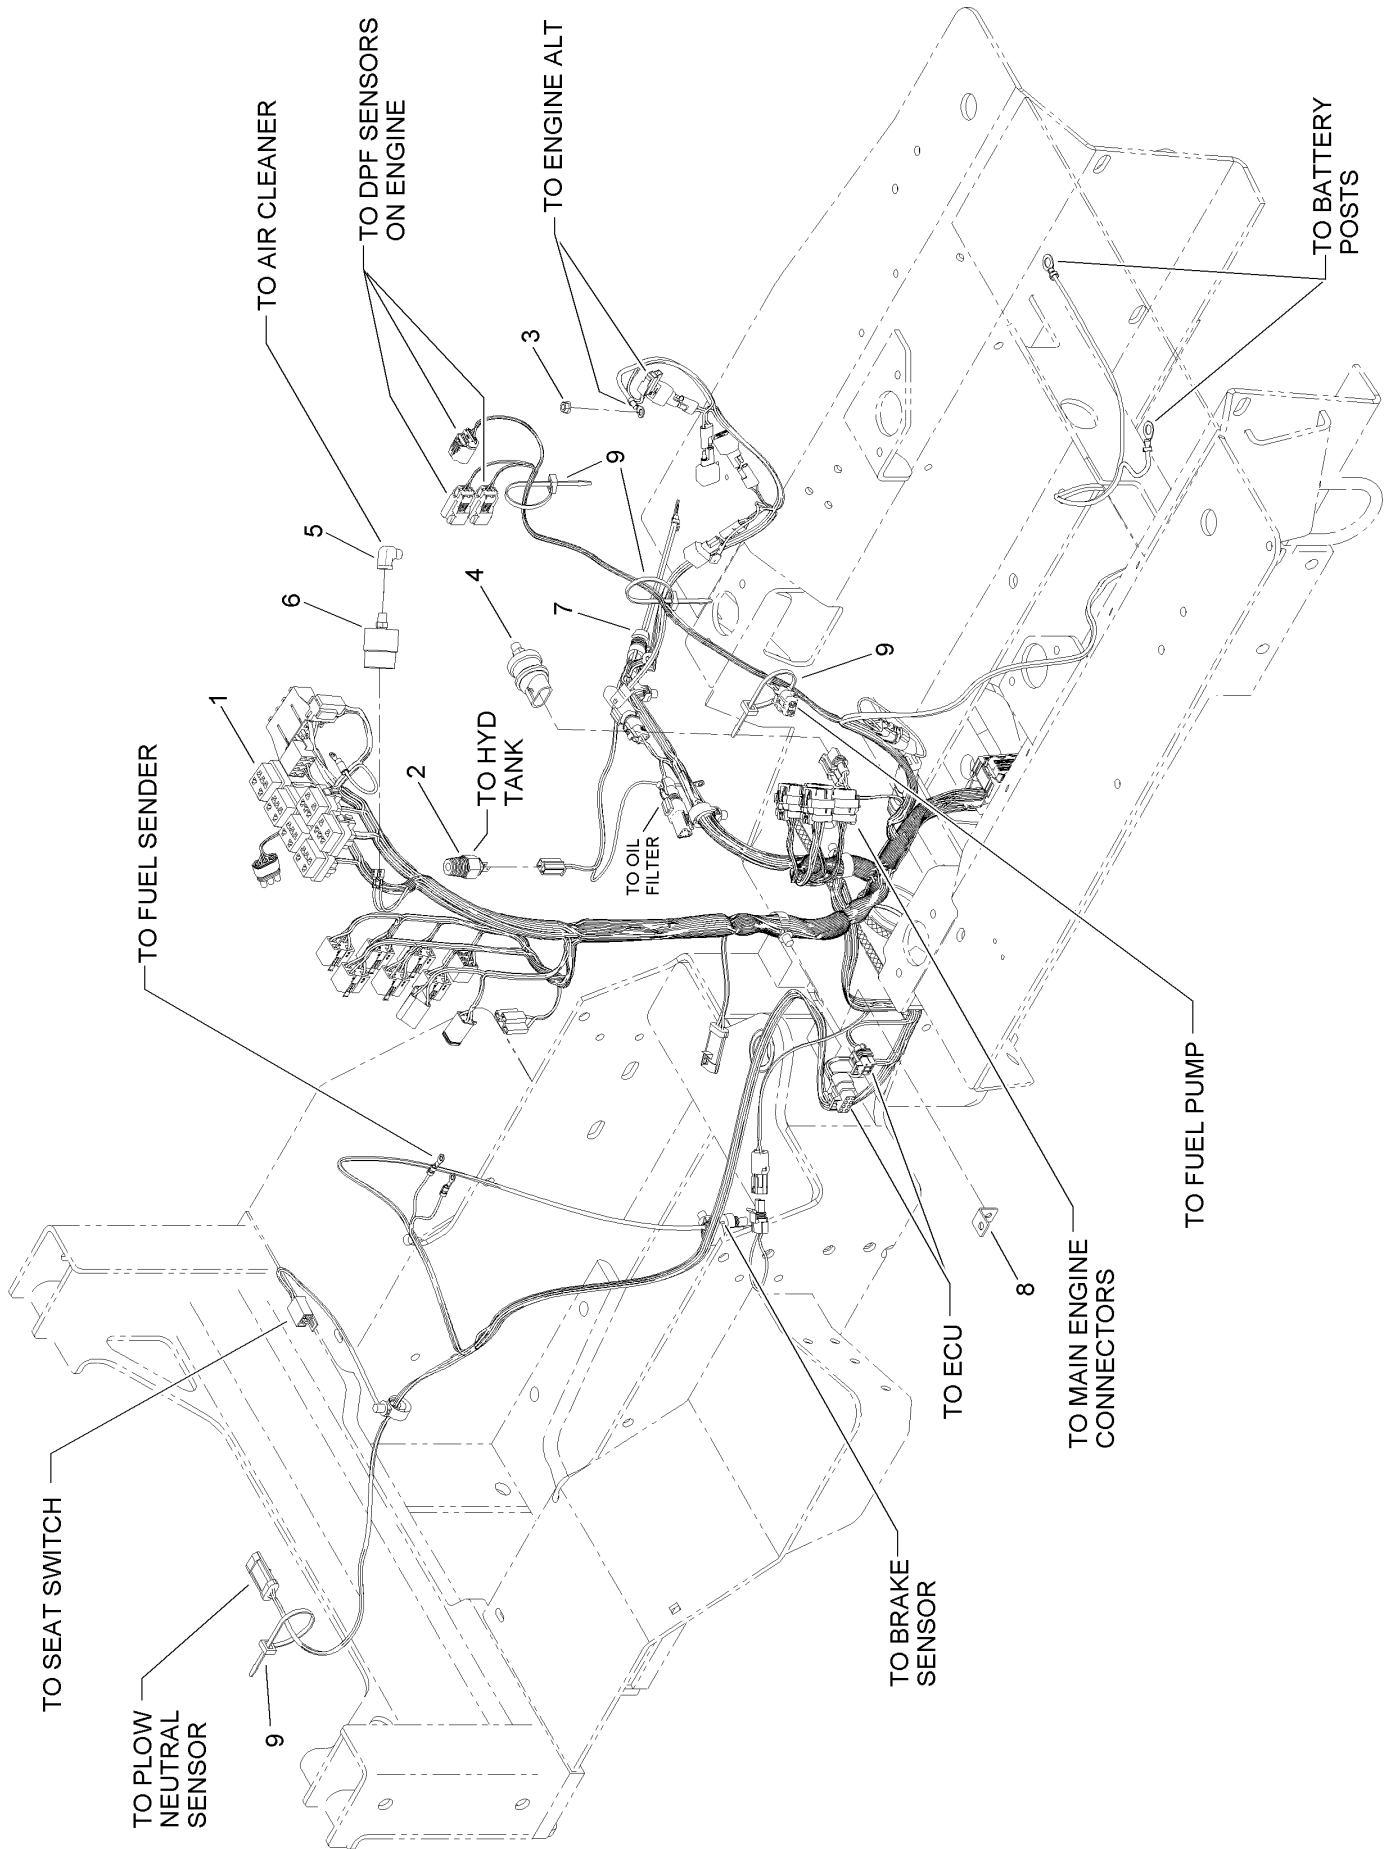 TO AIR CLEANER
TO DPF SENSORS
ON ENGINE
TO ENGINE ALT
TO BATTERY
POSTS
3
9
5
6
4
7
9
1
TO FUEL SENDER
2
TO HYD
TANK
TO OIL
FILTER
TO FUEL PUMP
TO MAIN ENGINE
CONNECTORS
8
TO ECU
TO BRAKE
SENSOR
TO SEAT SWITCH
TO PLOW
NEUTRAL
SENSOR
9